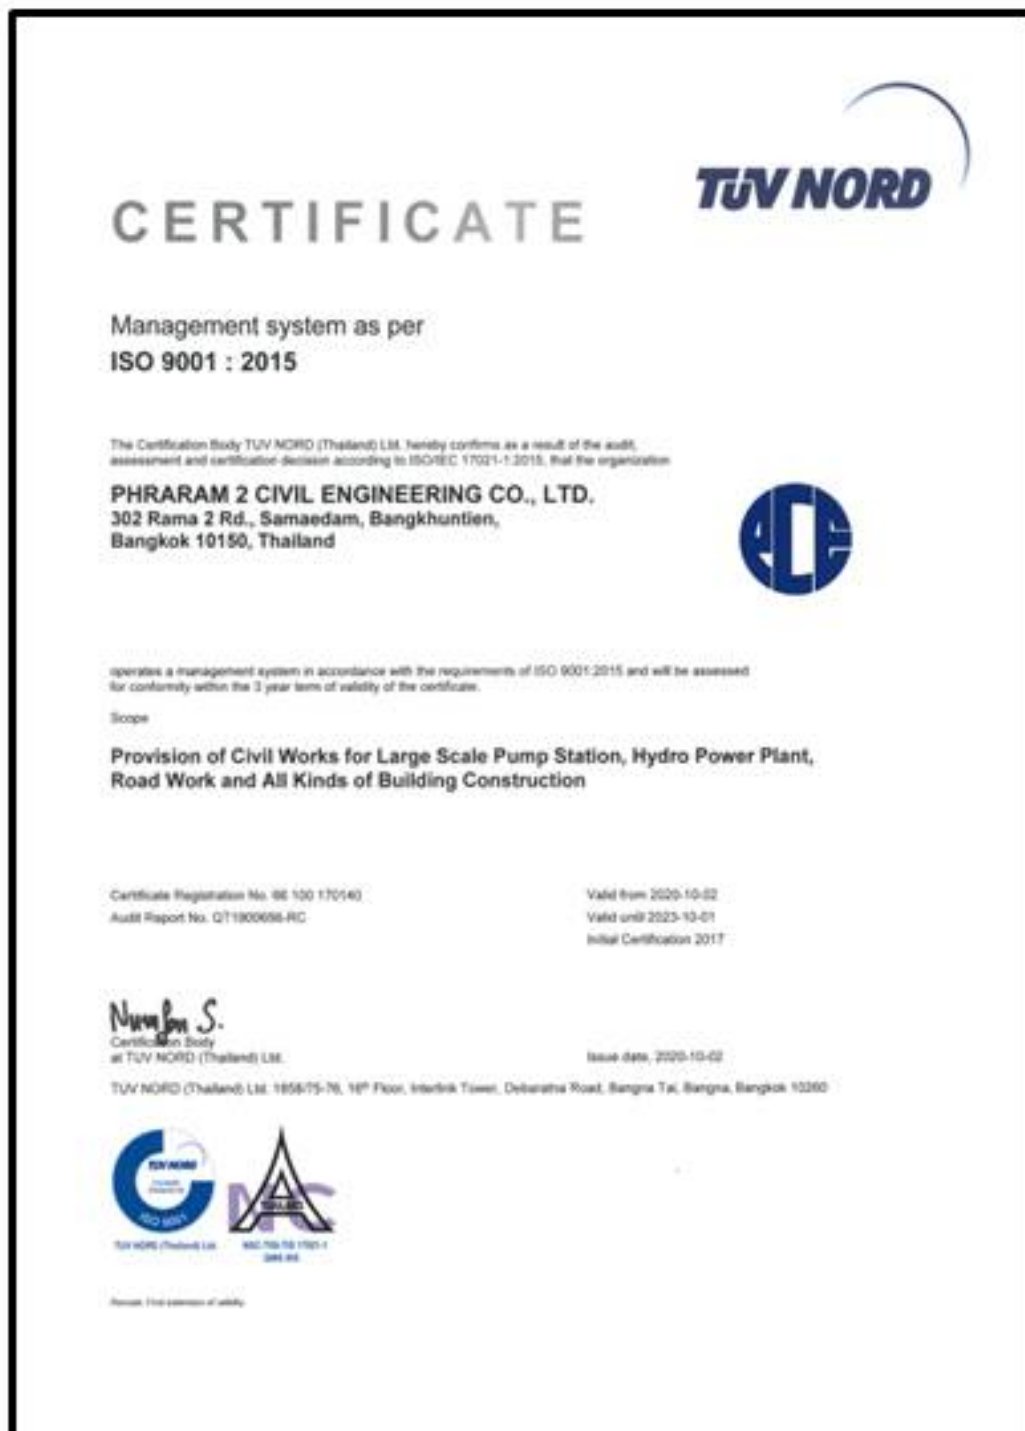 TÜV NORD
CERTIFICATE
Management system as per
ISO 9001 : 2015
The Certification Body TUV NORD (Thailand) Ltd. hereby confirms as a result of the audit,
assessment and certification decision according to ISO/IEC 17021-1:2015, that the organization
PHRARAM 2 CIVIL ENGINEERING CO., LTD.
302 Rama 2 Rd., Samaedam, Bangkhuntien,
Bangkok 10150, Thailand
PCE
operates a management system in accordance with the requirements of ISO 9001:2015 and will be assessed
for conformity within the 3 year term of validity of the certificate.
Scope
Provision of Civil Works for Large Scale Pump Station, Hydro Power Plant,
Road Work and All Kinds of Building Construction
Certificate Registration No. 66 100 170140
Audit Report No.
Valid from 2020-10-02
Valid until 2023-10-01
Initial Certification 2017
S.
Certification Body
at TUV NORD (Thailand) Ltd.
Issue date, 2020-10-02
TUV NORD (Thailand) Ltd. 1858/75-76, 16th Floor, Interlink Tower, Debaratna Road, Bangna Tai, Bangna, Bangkok 10260
TÜV NORD
ISO 9001
TUV NORD (Thailand) Ltd.
NAC